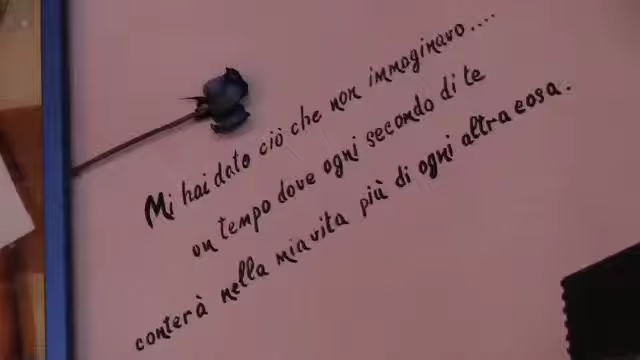 Mi hai dato ciò che non immaginavo....
un tempo dove ogni secondo di te
conterà nella mia vita più di ogni altra cosa.